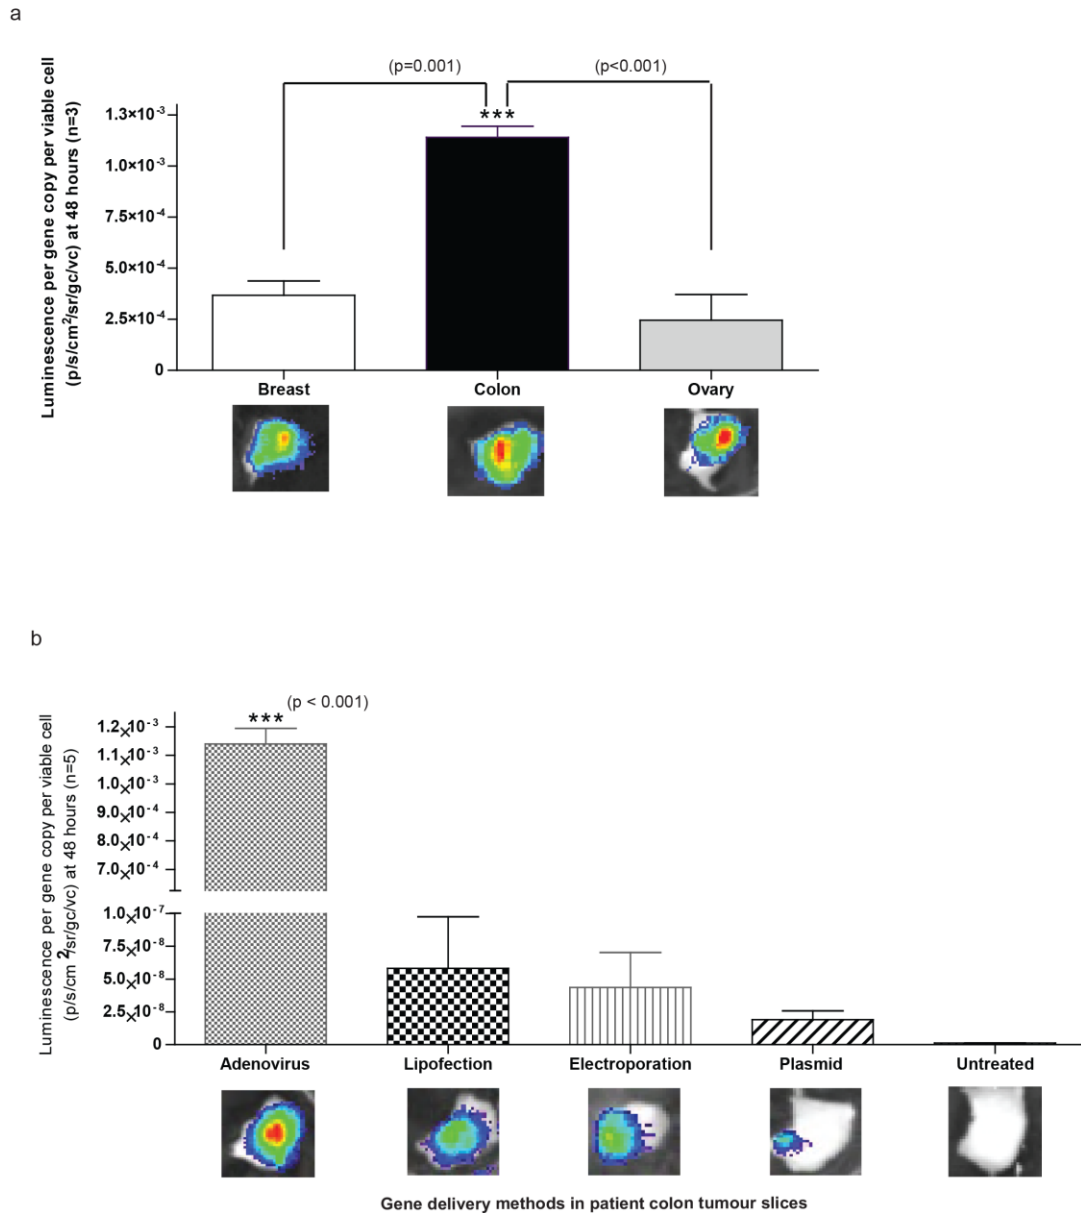 a
(p=0.001)
(p<0.001)
Luminescence per gene copy per viable cell
(p/s/cm²/sr/gc/vc) at 48 hours (n=3)
***
1.3×10⁻³
1.0×10⁻³
7.5×10⁻⁴
5.0×10⁻⁴
2.5×10⁻⁴
0
Breast
Colon
Ovary
b
(p < 0.001)
***
Luminescence per gene copy per viable cell
(p/s/cm²/sr/gc/vc) at 48 hours (n=5)
1.2×10⁻³
1.1×10⁻³
1.0×10⁻³
9.0×10⁻⁴
8.0×10⁻⁴
7.0×10⁻⁴
1.0×10⁻⁷
7.5×10⁻⁸
5.0×10⁻⁸
2.5×10⁻⁸
0
Adenovirus
Lipofection
Electroporation
Plasmid
Untreated
Gene delivery methods in patient colon tumour slices